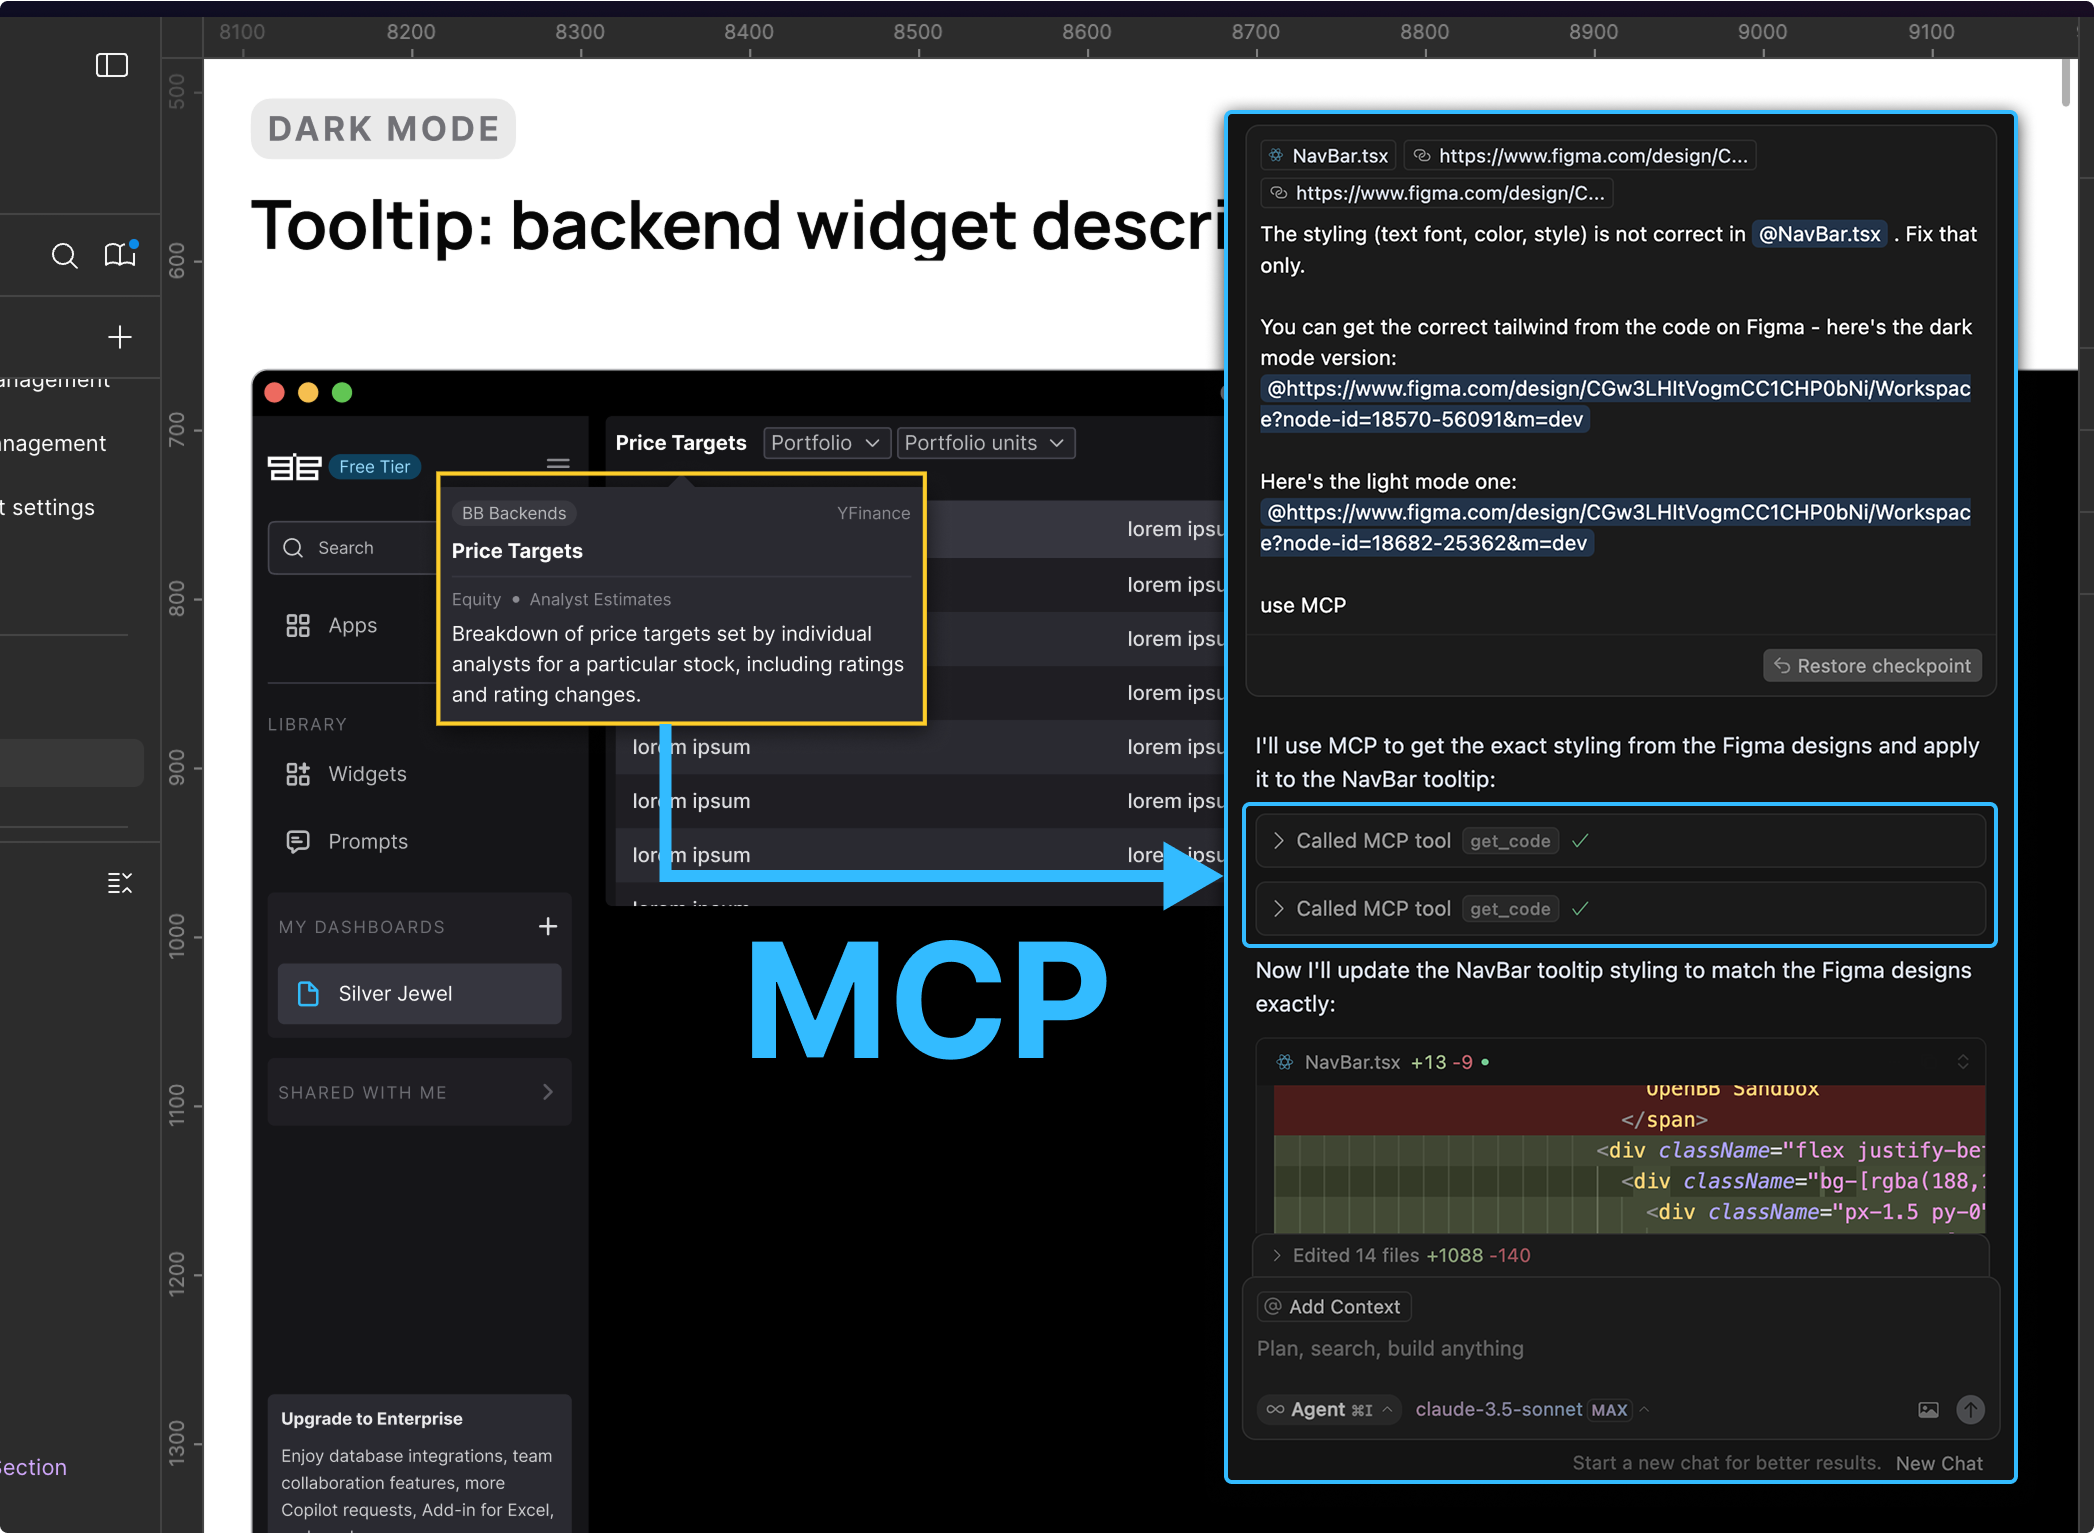 8100 8200 8300 8400 8500 8600 8700 8800 8900 9000 9100
500
600
700
800
900
1000
1100
1200
1300
nagement
t settings
ection
DARK MODE
Tooltip: backend widget descri
Free Tier
Search
Apps
LIBRARY
Widgets
Prompts
MY DASHBOARDS
Silver Jewel
SHARED WITH ME
Upgrade to Enterprise
Enjoy database integrations, team
collaboration features, more
Copilot requests, Add-in for Excel,
Price Targets Portfolio Portfolio units
BB Backends YFinance
Price Targets
Equity • Analyst Estimates
Breakdown of price targets set by individual
analysts for a particular stock, including ratings
and rating changes.
lorem ipsu
lorem ipsu
lorem ipsu
lorem ipsu
lorem ipsum lorem ipsu
lorem ipsum lorem ipsu
lorem ipsum lorem ipsu
lorem ipsum
MCP
NavBar.tsx https://www.figma.com/design/C...
https://www.figma.com/design/C...
The styling (text font, color, style) is not correct in @NavBar.tsx . Fix that
only.
You can get the correct tailwind from the code on Figma - here's the dark
mode version:
@https://www.figma.com/design/CGw3LHItVogmCC1CHP0bNi/Workspac
e?node-id=18570-56091&m=dev
Here's the light mode one:
@https://www.figma.com/design/CGw3LHItVogmCC1CHP0bNi/Workspac
e?node-id=18682-25362&m=dev
use MCP
Restore checkpoint
I'll use MCP to get the exact styling from the Figma designs and apply
it to the NavBar tooltip:
Called MCP tool get_code
Called MCP tool get_code
Now I'll update the NavBar tooltip styling to match the Figma designs
exactly:
NavBar.tsx +13 -9
OpenBB Sandbox
</span>
<div className="flex justify-be
<div className="bg-[rgba(188,
<div className="px-1.5 py-0
Edited 14 files +1088 -140
@ Add Context
Plan, search, build anything
Agent ⌘I claude-3.5-sonnet MAX
Start a new chat for better results. New Chat